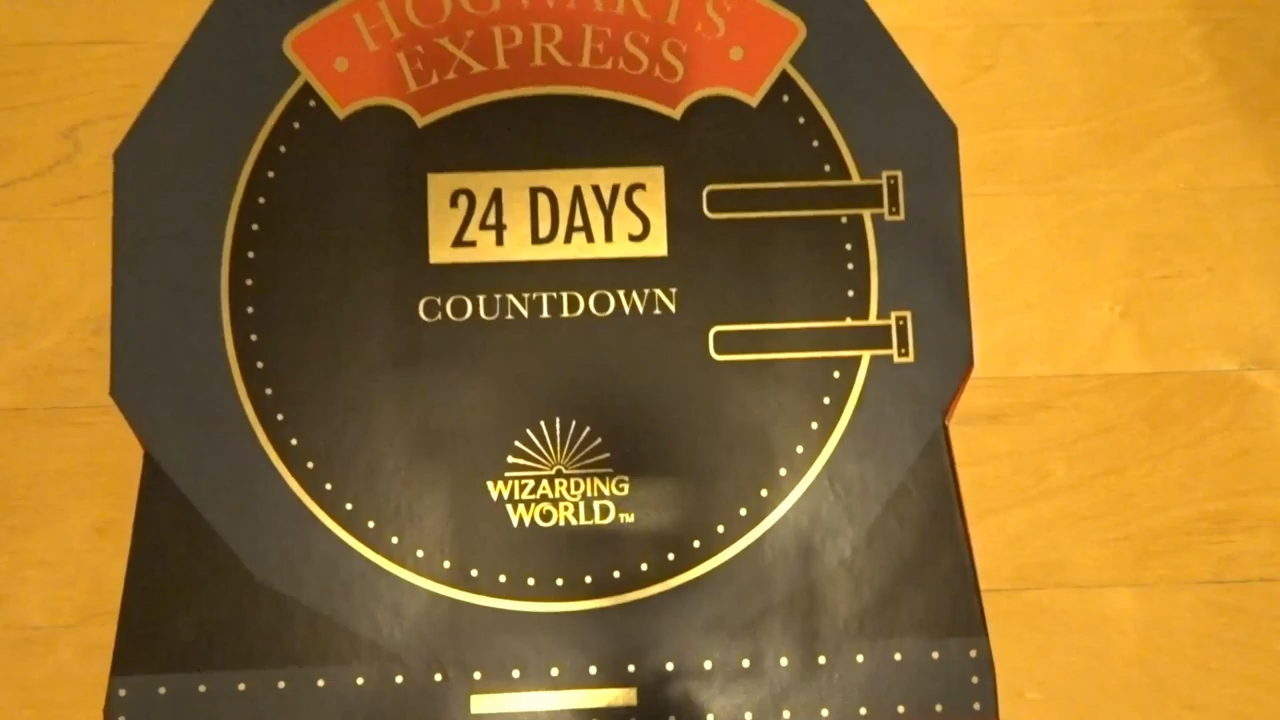 HOGWARTS
EXPRESS
24 DAYS
COUNTDOWN
WIZARDING
WORLD™